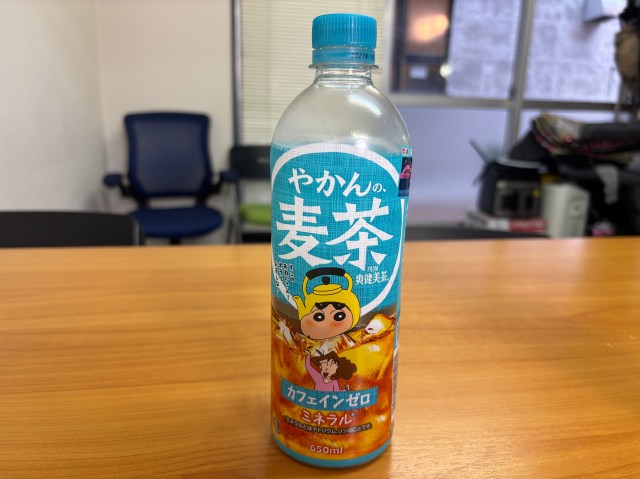 やかんの、
麦茶
FROM
爽健美茶
カフェインゼロ
ミネラル
650ml